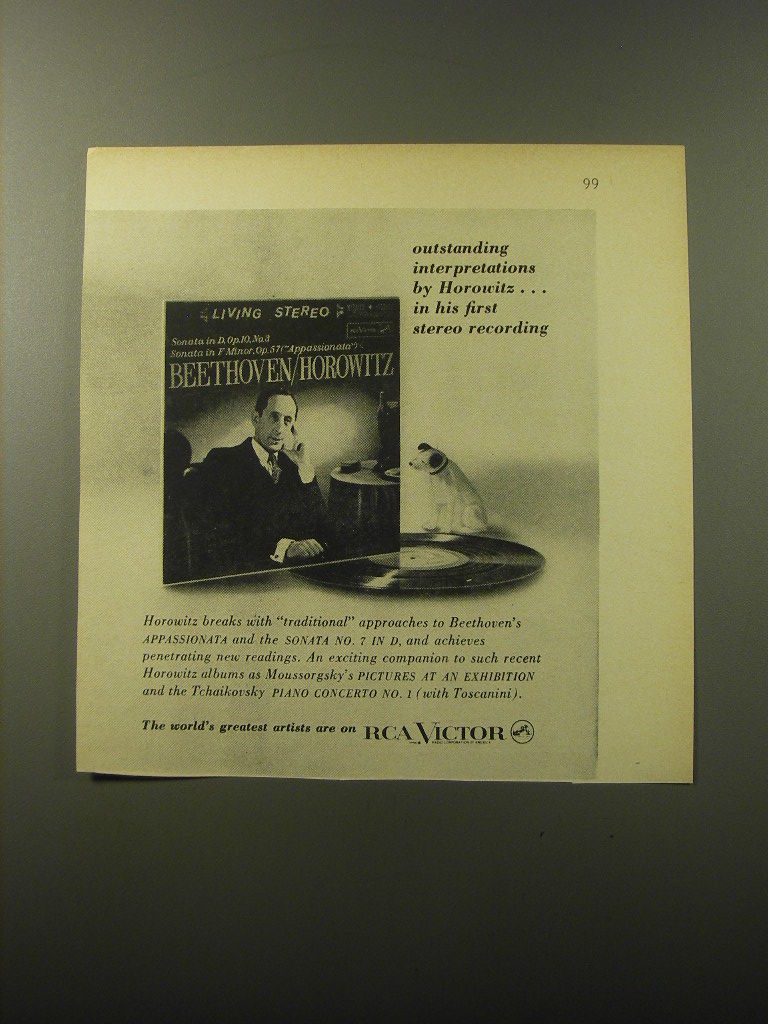 99
outstanding
interpretations
by Horowitz . . .
in his first
stereo recording
LIVING STEREO
Sonata in D, Op. 10, No. 3
Sonata in F Minor, Op. 57 ("Appassionata")
BEETHOVEN/HOROWITZ
Horowitz breaks with "traditional" approaches to Beethoven's
APPASSIONATA and the SONATA NO. 7 IN D, and achieves
penetrating new readings. An exciting companion to such recent
Horowitz albums as Moussorgsky's PICTURES AT AN EXHIBITION
and the Tchaikovsky PIANO CONCERTO NO. 1 (with Toscanini).
The world's greatest artists are on RCA VICTOR
RADIO CORPORATION OF AMERICA